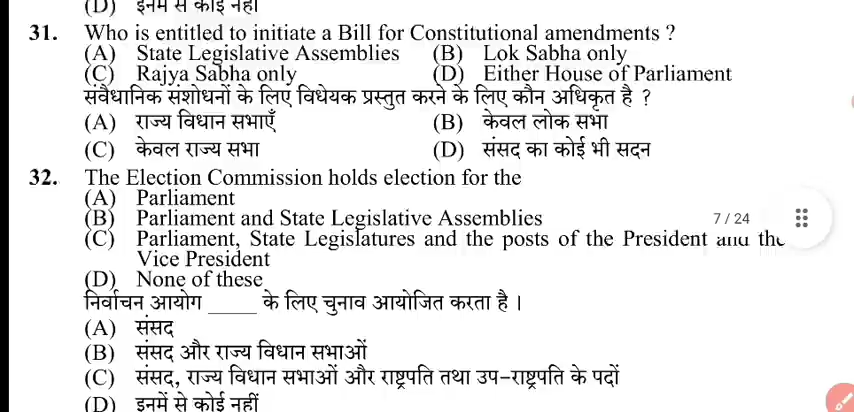 (D) इनमें से कोई नहीं
31. Who is entitled to initiate a Bill for Constitutional amendments ?
(A) State Legislative Assemblies (B) Lok Sabha only
(C) Rajya Sabha only (D) Either House of Parliament
संवैधानिक संशोधनों के लिए विधेयक प्रस्तुत करने के लिए कौन अधिकृत है ?
(A) राज्य विधान सभाएँ (B) केवल लोक सभा
(C) केवल राज्य सभा (D) संसद का कोई भी सदन
32. The Election Commission holds election for the
(A) Parliament
(B) Parliament and State Legislative Assemblies 7 / 24
(C) Parliament, State Legislatures and the posts of the President and the
Vice President
(D) None of these
निर्वाचन आयोग _____ के लिए चुनाव आयोजित करता है ।
(A) संसद
(B) संसद और राज्य विधान सभाओं
(C) संसद, राज्य विधान सभाओं और राष्ट्रपति तथा उप-राष्ट्रपति के पदों
(D) इनमें से कोई नहीं